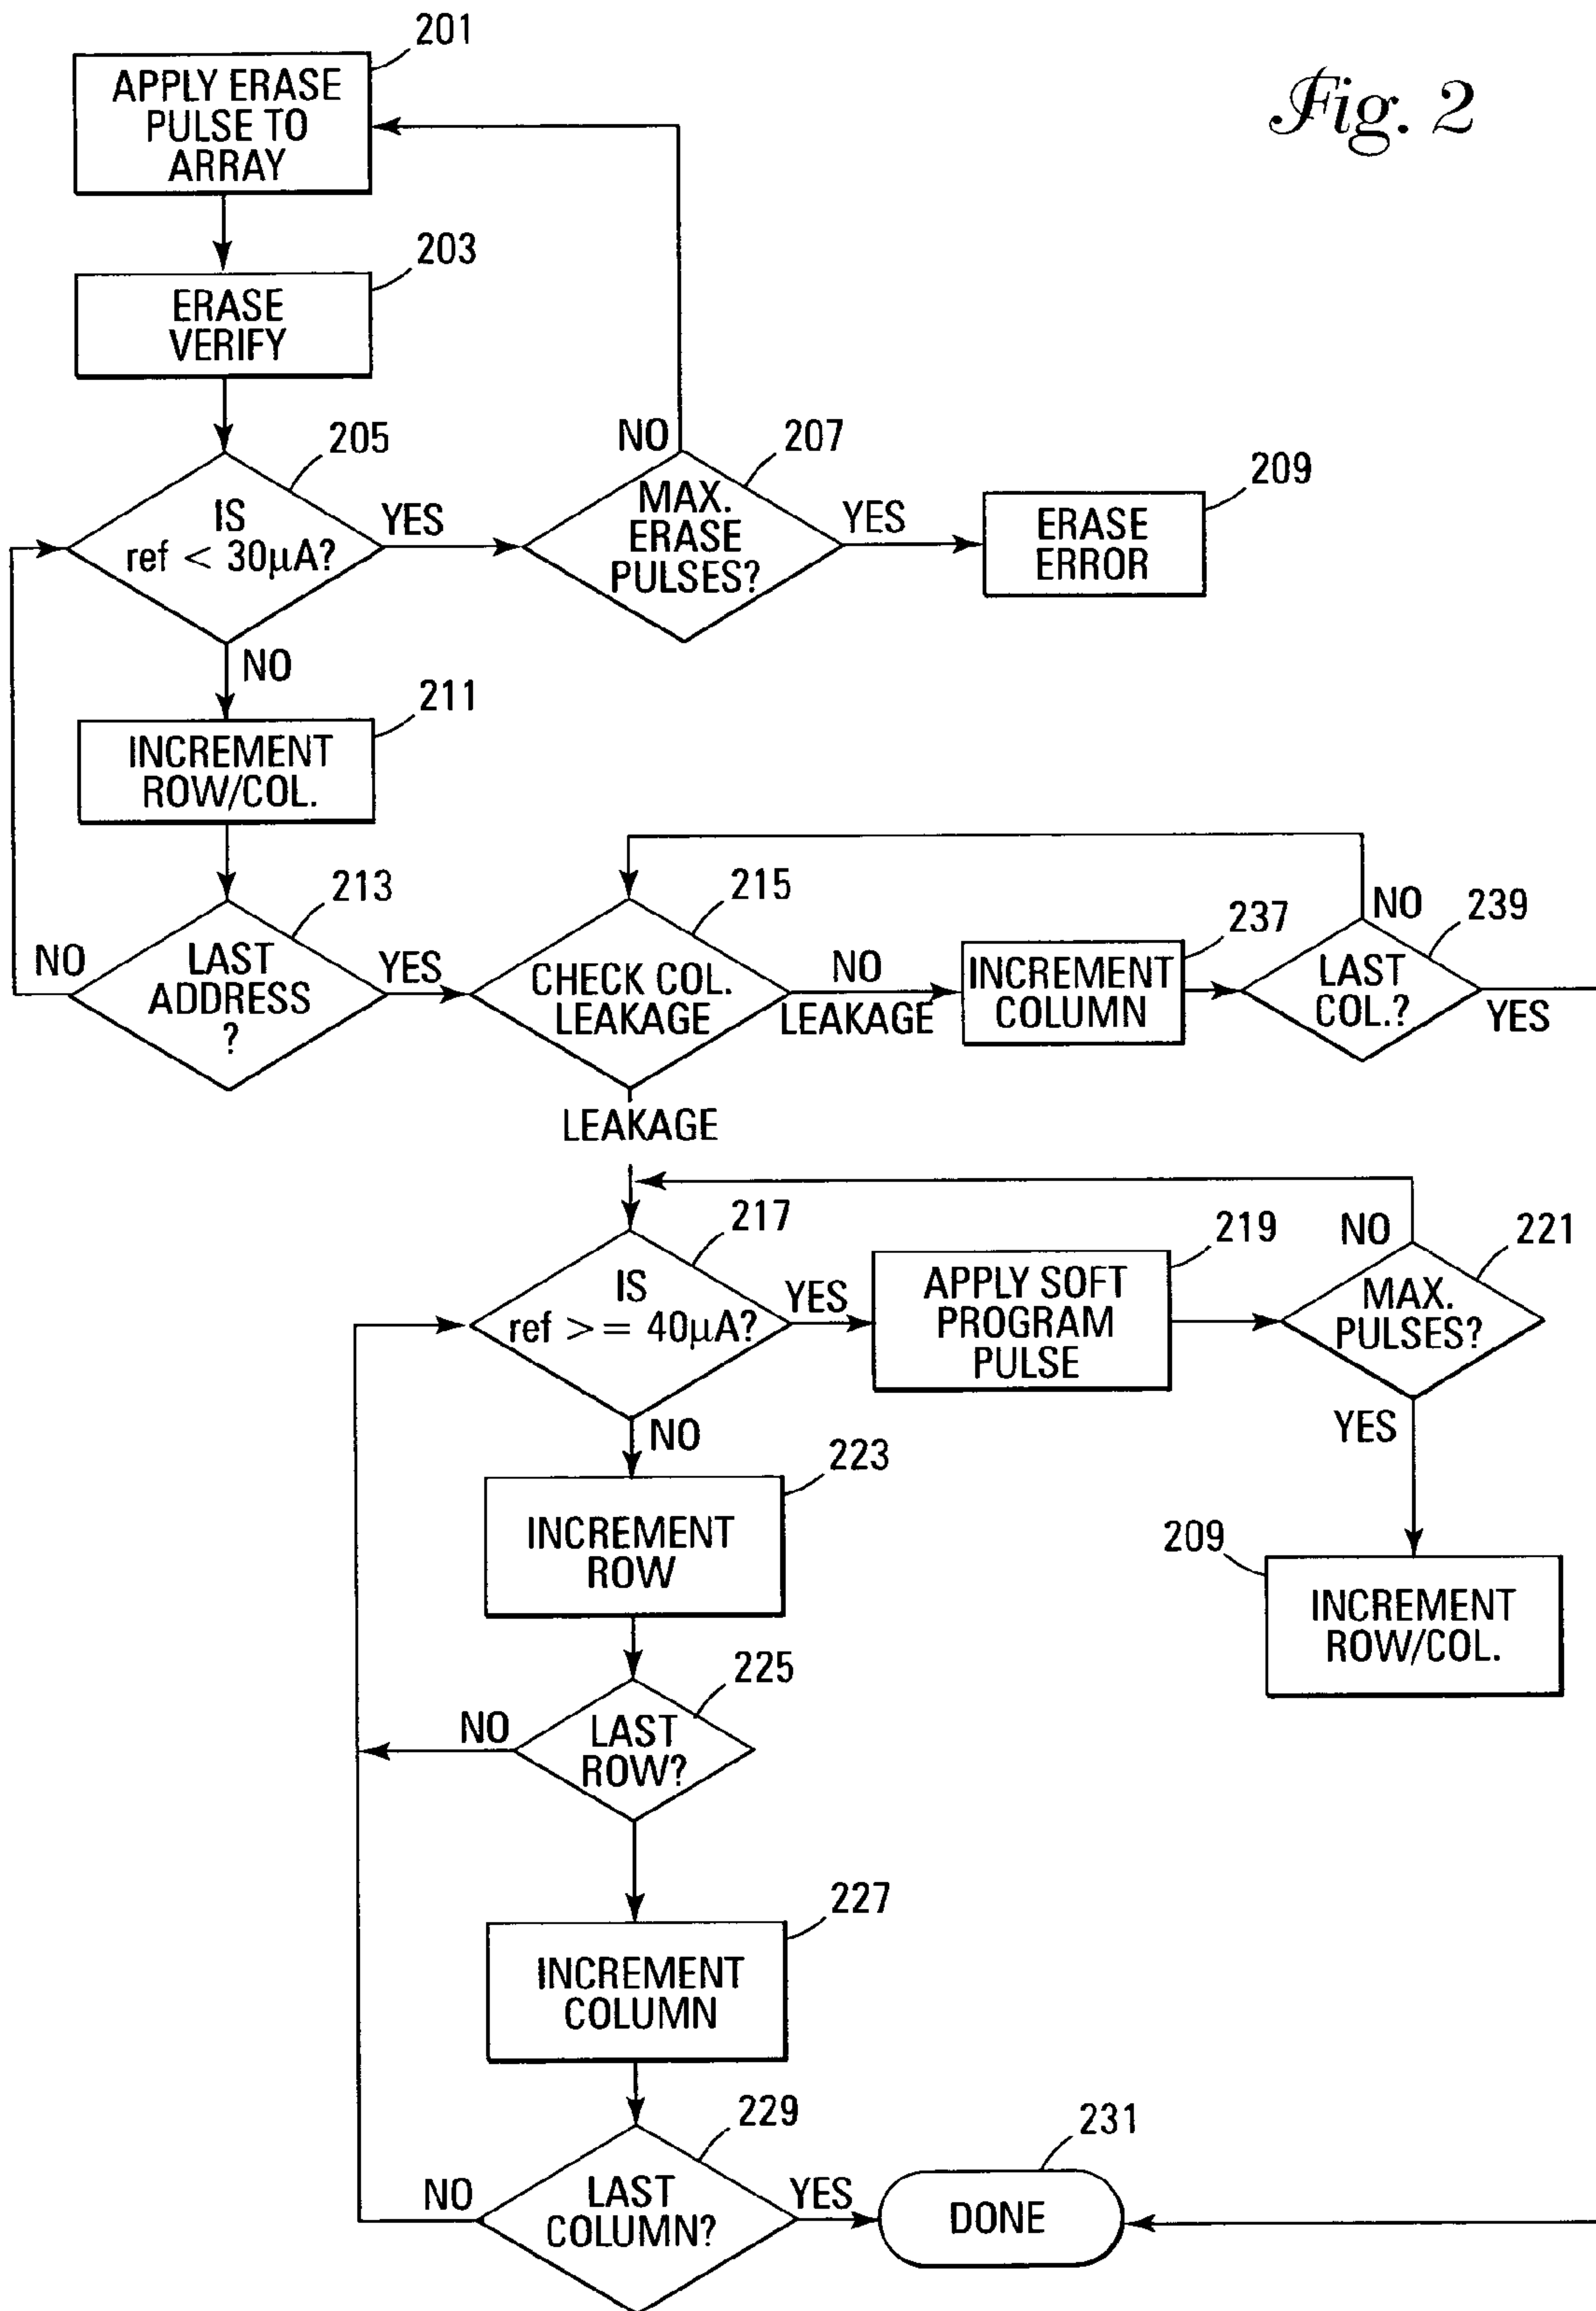 Fig. 2
201
APPLY ERASE
PULSE TO
ARRAY
203
ERASE
VERIFY
205
IS
ref < 30μA?
YES
NO
207
MAX.
ERASE
PULSES?
NO
YES
209
ERASE
ERROR
211
INCREMENT
ROW/COL.
213
LAST
ADDRESS
?
NO
YES
215
CHECK COL.
LEAKAGE
NO
LEAKAGE
237
INCREMENT
COLUMN
239
LAST
COL.?
NO
YES
LEAKAGE
217
IS
ref >= 40μA?
YES
NO
219
APPLY SOFT
PROGRAM
PULSE
221
MAX.
PULSES?
NO
YES
209
INCREMENT
ROW/COL.
223
INCREMENT
ROW
225
LAST
ROW?
NO
227
INCREMENT
COLUMN
229
LAST
COLUMN?
NO
YES
231
DONE